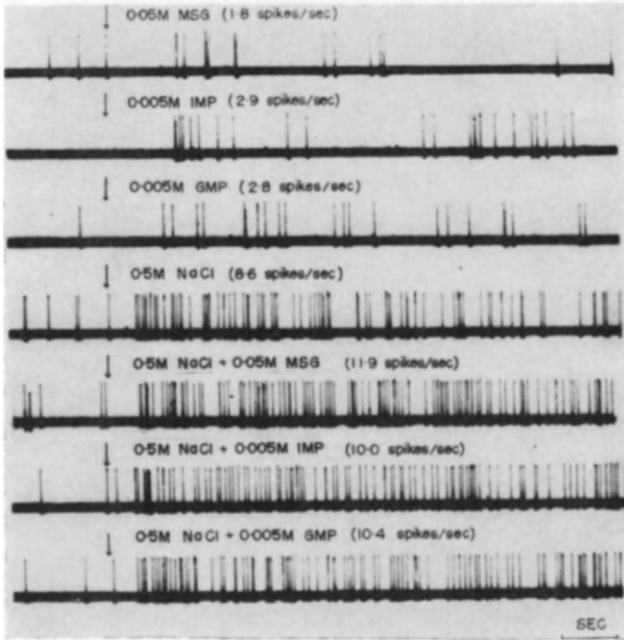 0·05M MSG (1·8 spikes/sec)
0·005M IMP (2·9 spikes/sec)
0·005M GMP (2·8 spikes/sec)
0·5M NaCl (8·6 spikes/sec)
0·5M NaCl + 0·05M MSG (11·9 spikes/sec)
0·5M NaCl + 0·005M IMP (10·0 spikes/sec)
0·5M NaCl + 0·005M GMP (10·4 spikes/sec)
SEC